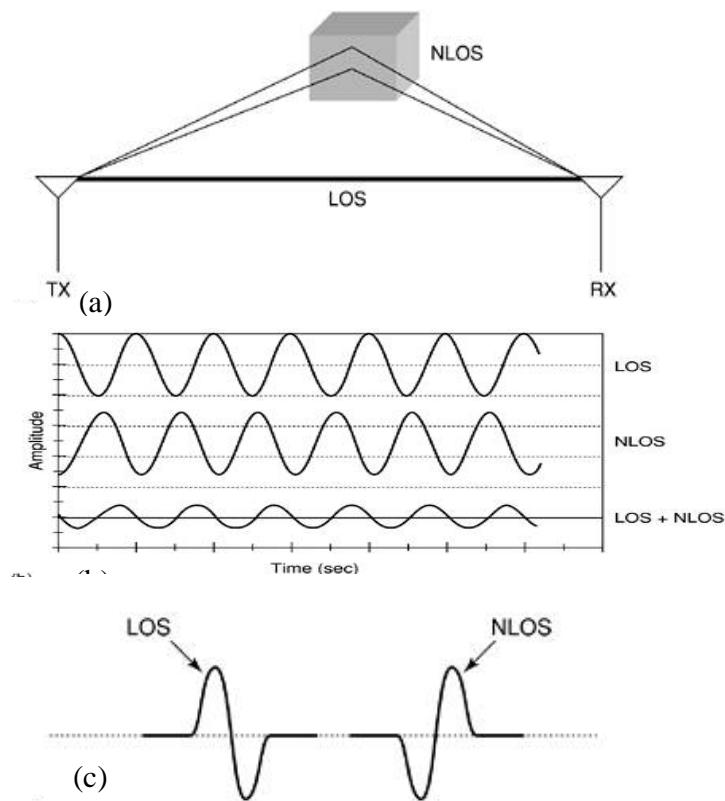 NLOS
LOS
TX
RX
(a)
LOS
NLOS
LOS + NLOS
Amplitude
Time (sec)
LOS
NLOS
(c)